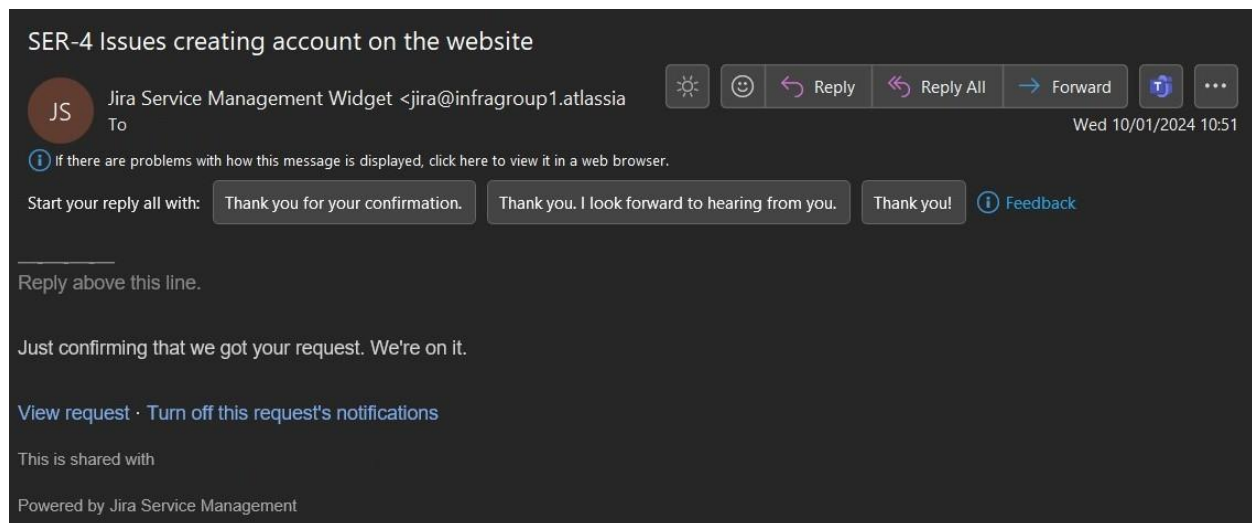 SER-4 Issues creating account on the website
JS
Jira Service Management Widget <jira@infragroup1.atlassia
Reply
Reply All
Forward
To
Wed 10/01/2024 10:51
If there are problems with how this message is displayed, click here to view it in a web browser.
Start your reply all with: Thank you for your confirmation. Thank you. I look forward to hearing from you. Thank you! Feedback
Reply above this line.
Just confirming that we got your request. We're on it.
View request · Turn off this request's notifications
This is shared with
Powered by Jira Service Management